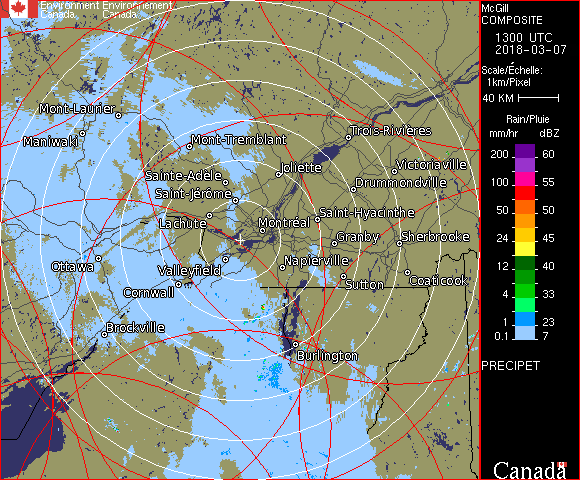 Environment Environnement
Canada Canada
McGill
COMPOSITE
1300 UTC
2018-03-07
Scale/Échelle:
1km/Pixel
40 KM
Rain/Pluie
mm/hr dBZ
200 60
100 55
50 50
24 45
12 40
4 33
1 23
0.1 7
PRECIPET
Mont-Laurier
Maniwaki
Mont-Tremblant
Trois-Rivières
Joliette
Victoriaville
Sainte-Adèle
Drummondville
Saint-Jérôme
Saint-Hyacinthe
Lachute
Montréal
Granby
Sherbrooke
Ottawa
Valleyfield
Napierville
Cornwall
Sutton
Coaticook
Brockville
Burlington
Canada